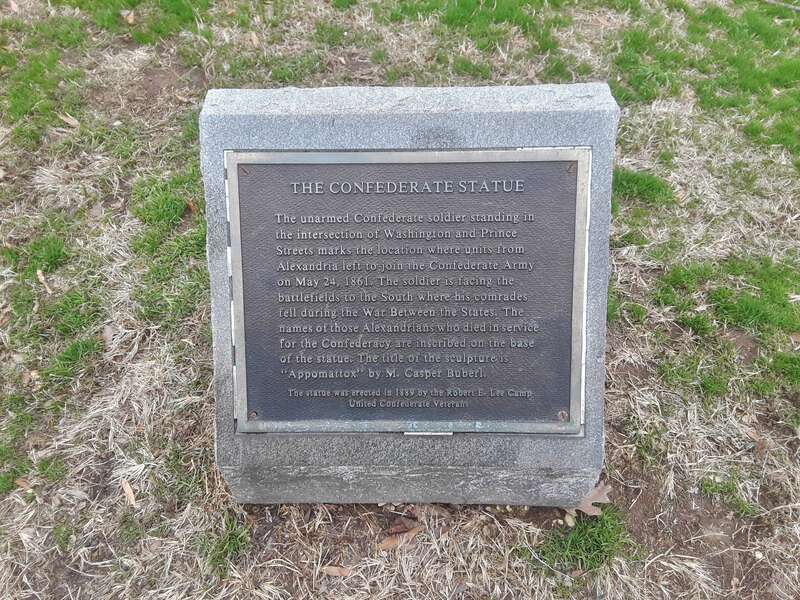 THE CONFEDERATE STATUE
The unarmed Confederate soldier standing in
the intersection of Washington and Prince
Streets marks the location where units from
Alexandria left to join the Confederate Army
on May 24, 1861. The soldier is facing the
battlefields to the South where his comrades
fell during the War Between the States. The
names of those Alexandrians who died in service
for the Confederacy are inscribed on the base
of the statue. The title of the sculpture is
"Appomattox" by M. Casper Buberl.
The statue was erected in 1889 by the Robert E. Lee Camp
United Confederate Veterans